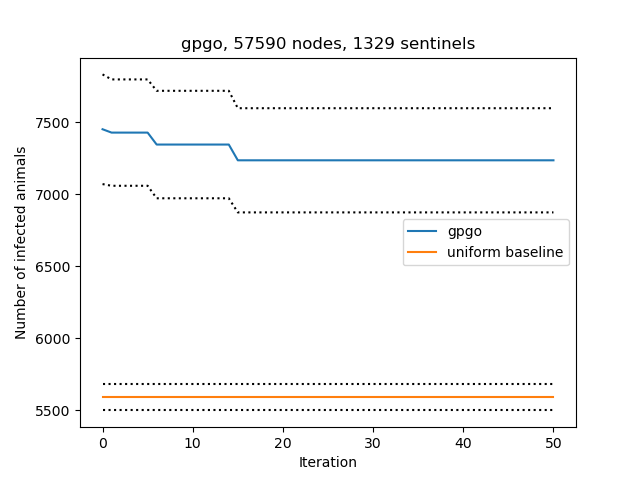 gpgo, 57590 nodes, 1329 sentinels
Number of infected animals
7500
7000
6500
6000
5500
gpgo
uniform baseline
0 10 20 30 40 50
Iteration